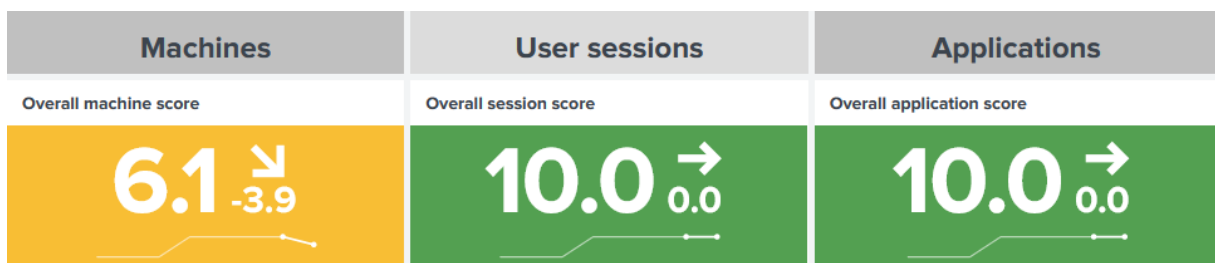 Machines
User sessions
Applications
Overall machine score
Overall session score
Overall application score
6.1
-3.9
10.0
0.0
10.0
0.0